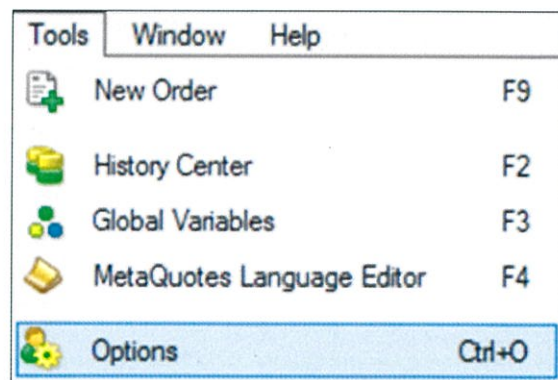 Tools Window Help
New Order F9
History Center F2
Global Variables F3
MetaQuotes Language Editor F4
Options Ctrl+O